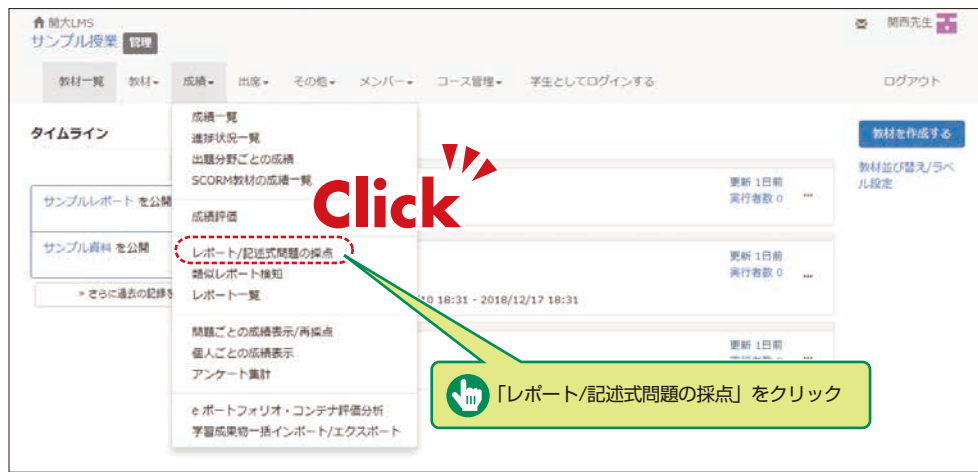 関大LMS
関西先生
サンプル授業 管理
教材一覧 教材 成績 出席 その他 メンバー コース管理 学生としてログインする ログアウト
タイムライン
教材を作成する
教材並び替え/ラベ
ル設定
サンプルレポート を公開
サンプル資料 を公開
» さらに過去の記録を
成績一覧
進捗状況一覧
出題分野ごとの成績
SCORM教材の成績一覧
成績評価
レポート/記述式問題の採点
類似レポート検知
レポート一覧
問題ごとの成績表示/再採点
個人ごとの成績表示
アンケート集計
e ポートフォリオ・コンテナ評価分析
学習成果物一括インポート/エクスポート
Click
更新 1日前
実行者数 0 ...
更新 1日前
実行者数 0 ...
10 18:31 - 2018/12/17 18:31
更新 1日前
「レポート/記述式問題の採点」をクリック